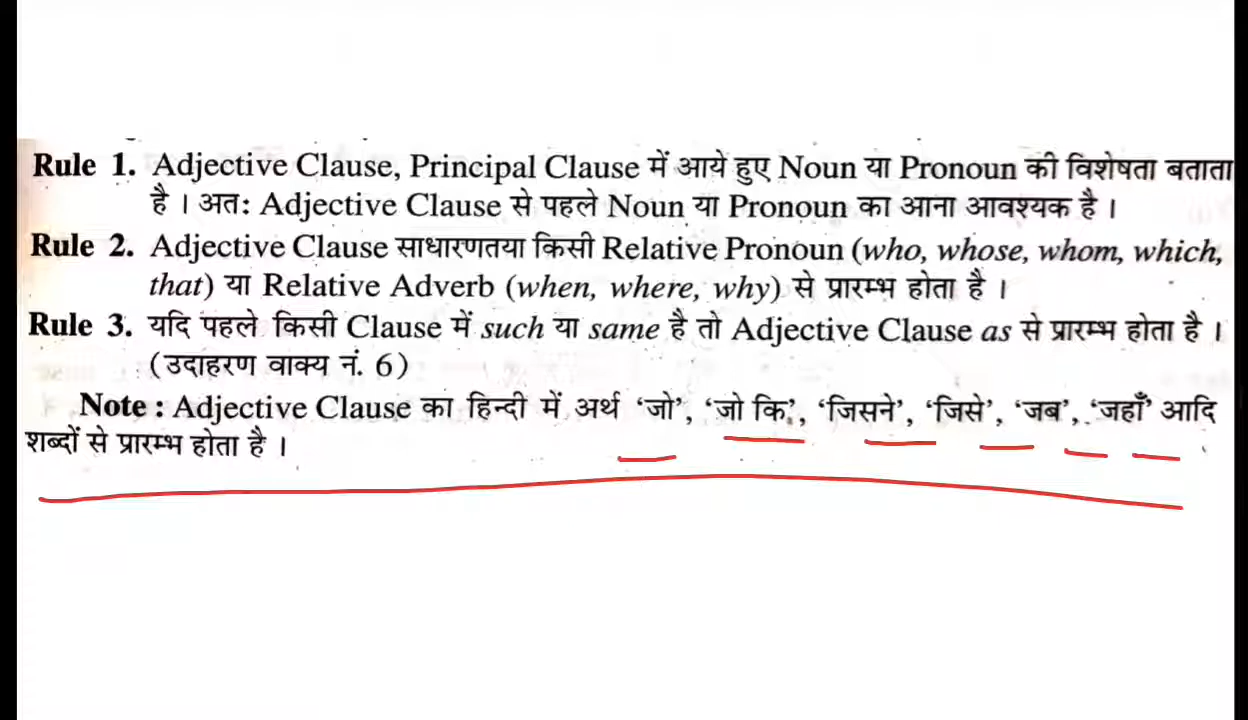 Rule 1. Adjective Clause, Principal Clause में आये हुए Noun या Pronoun की विशेषता बताता
है । अतः Adjective Clause से पहले Noun या Pronoun का आना आवश्यक है ।
Rule 2. Adjective Clause साधारणतया किसी Relative Pronoun (who, whose, whom, which,
that) या Relative Adverb (when, where, why) से प्रारम्भ होता है ।
Rule 3. यदि पहले किसी Clause में such या same है तो Adjective Clause as से प्रारम्भ होता है ।
(उदाहरण वाक्य नं. 6)
Note : Adjective Clause का हिन्दी में अर्थ ‘जो’, ‘जो कि’, ‘जिसने’, ‘जिसे’, ‘जब’, ‘जहाँ’ आदि
शब्दों से प्रारम्भ होता है ।